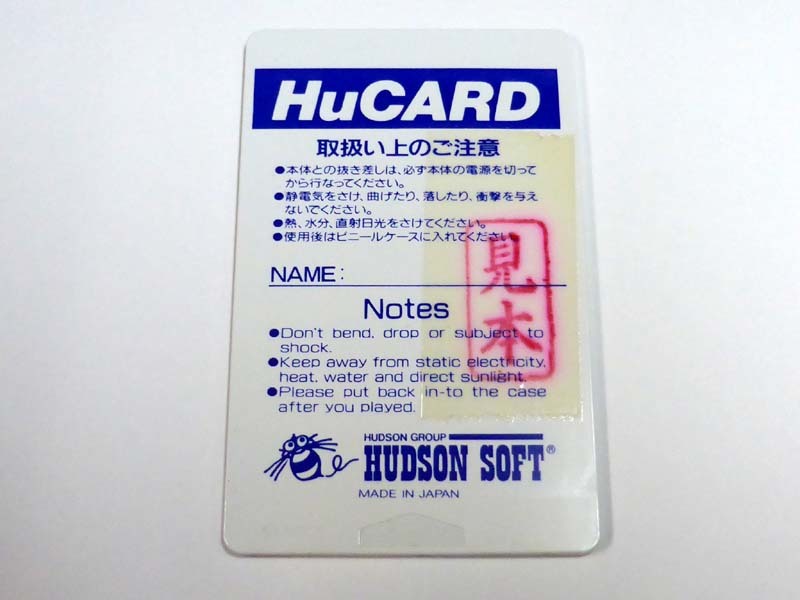 HuCARD
取扱い上のご注意
●本体との抜き差しは、必ず本体の電源を切って
から行なってください。
●静電気をさけ、曲げたり、落したり、衝撃を与え
ないでください。
●熱、水分、直射日光をさけてください。
●使用後はビニールケースに入れてください。
見本
NAME:
Notes
●Don't bend, drop or subject to
shock.
●Keep away from static electricity,
heat, water and direct sunlight.
●Please put back in-to the case
after you played.
HUDSON GROUP
HUDSON SOFT®
MADE IN JAPAN